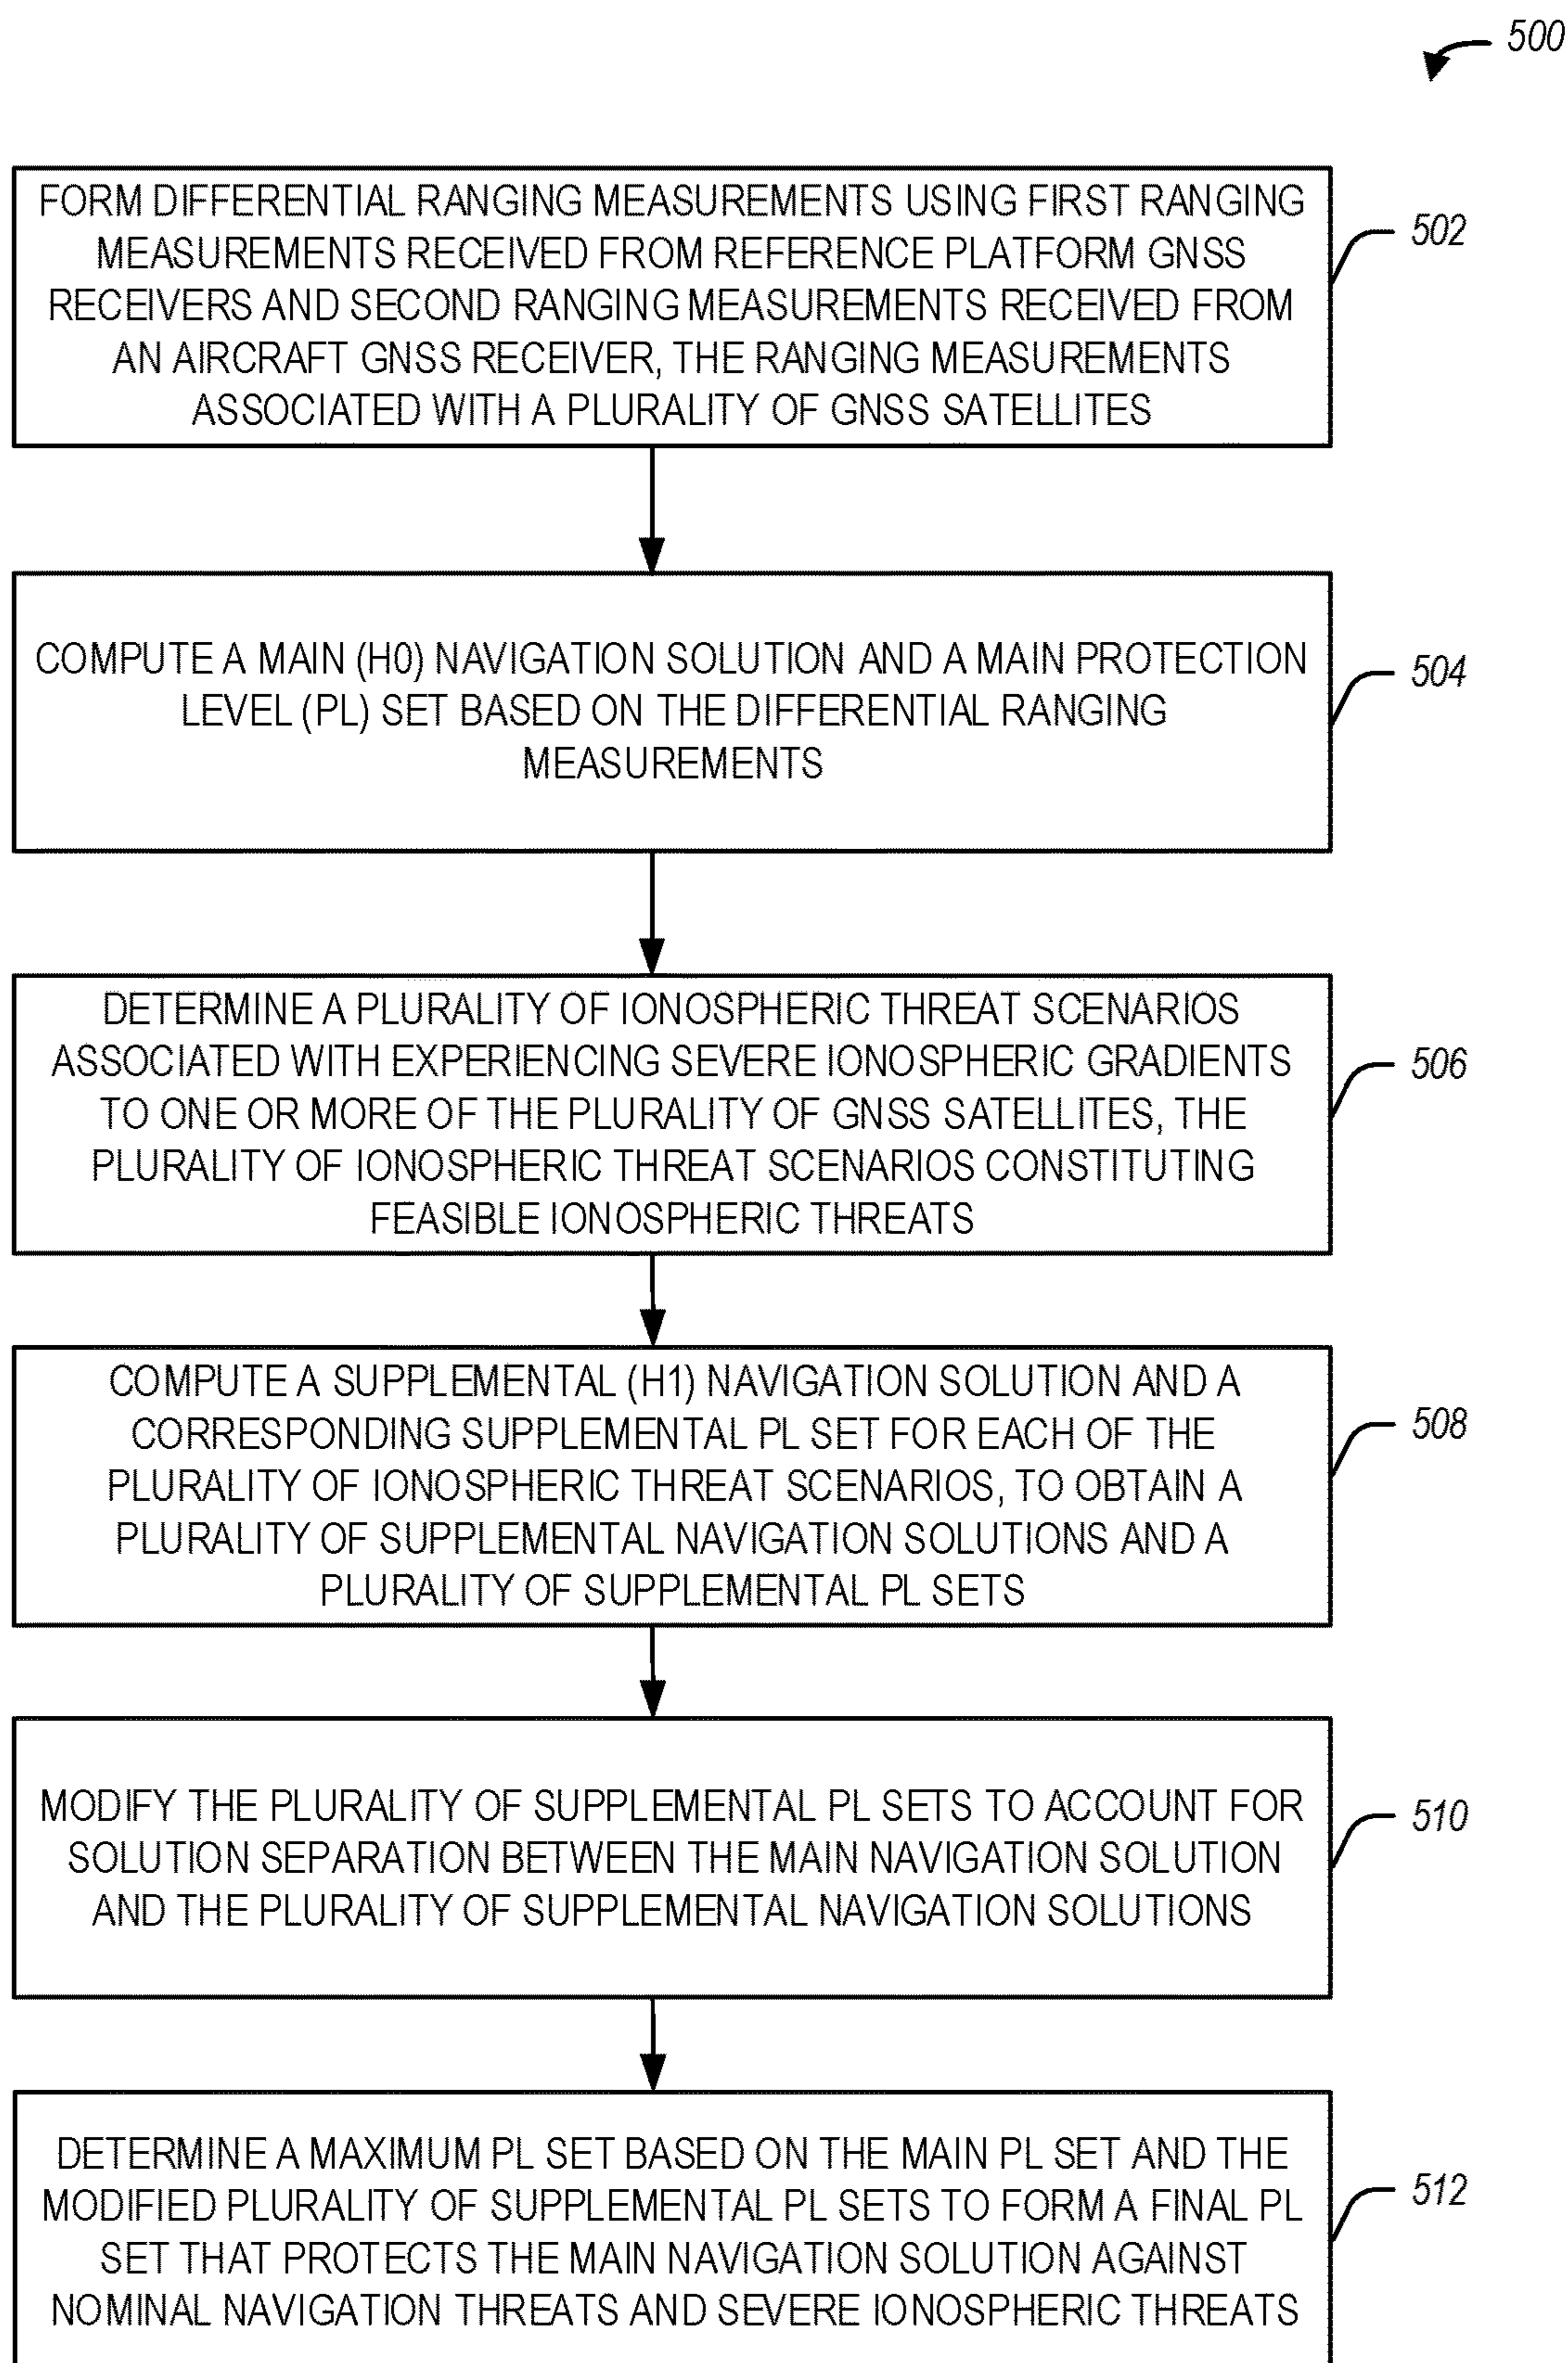 500
FORM DIFFERENTIAL RANGING MEASUREMENTS USING FIRST RANGING
MEASUREMENTS RECEIVED FROM REFERENCE PLATFORM GNSS
RECEIVERS AND SECOND RANGING MEASUREMENTS RECEIVED FROM
AN AIRCRAFT GNSS RECEIVER, THE RANGING MEASUREMENTS
ASSOCIATED WITH A PLURALITY OF GNSS SATELLITES
502
COMPUTE A MAIN (H0) NAVIGATION SOLUTION AND A MAIN PROTECTION
LEVEL (PL) SET BASED ON THE DIFFERENTIAL RANGING
MEASUREMENTS
504
DETERMINE A PLURALITY OF IONOSPHERIC THREAT SCENARIOS
ASSOCIATED WITH EXPERIENCING SEVERE IONOSPHERIC GRADIENTS
TO ONE OR MORE OF THE PLURALITY OF GNSS SATELLITES, THE
PLURALITY OF IONOSPHERIC THREAT SCENARIOS CONSTITUTING
FEASIBLE IONOSPHERIC THREATS
506
COMPUTE A SUPPLEMENTAL (H1) NAVIGATION SOLUTION AND A
CORRESPONDING SUPPLEMENTAL PL SET FOR EACH OF THE
PLURALITY OF IONOSPHERIC THREAT SCENARIOS, TO OBTAIN A
PLURALITY OF SUPPLEMENTAL NAVIGATION SOLUTIONS AND A
PLURALITY OF SUPPLEMENTAL PL SETS
508
MODIFY THE PLURALITY OF SUPPLEMENTAL PL SETS TO ACCOUNT FOR
SOLUTION SEPARATION BETWEEN THE MAIN NAVIGATION SOLUTION
AND THE PLURALITY OF SUPPLEMENTAL NAVIGATION SOLUTIONS
510
DETERMINE A MAXIMUM PL SET BASED ON THE MAIN PL SET AND THE
MODIFIED PLURALITY OF SUPPLEMENTAL PL SETS TO FORM A FINAL PL
SET THAT PROTECTS THE MAIN NAVIGATION SOLUTION AGAINST
NOMINAL NAVIGATION THREATS AND SEVERE IONOSPHERIC THREATS
512